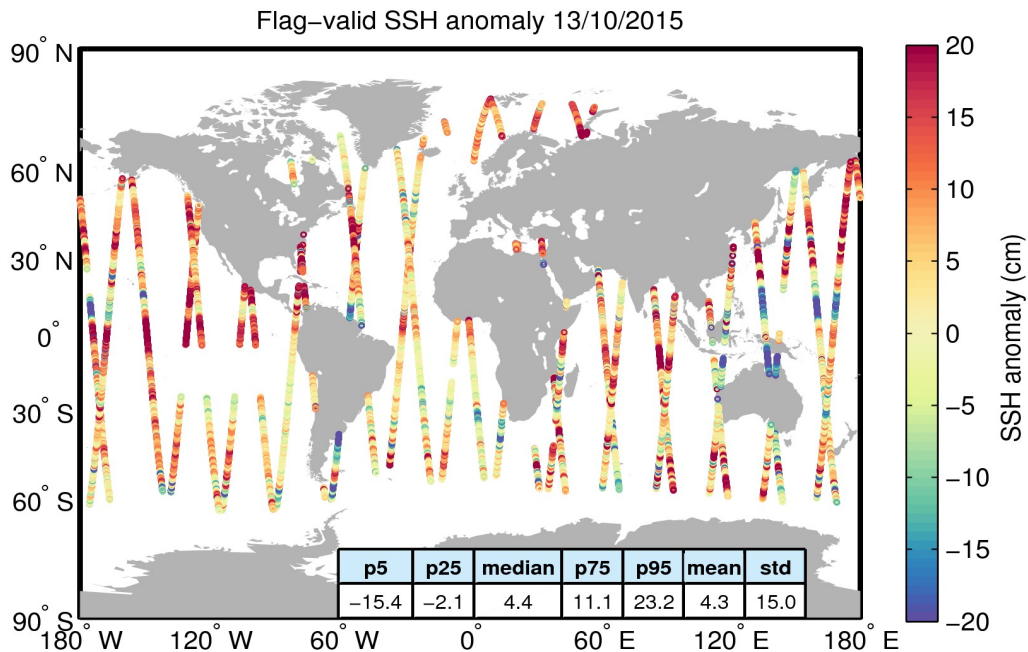 Flag−valid SSH anomaly 13/10/2015
90° N
60° N
30° N
0°
30° S
60° S
90° S
180° W
120° W
60° W
0°
60° E
120° E
180° E
p5 p25 median p75 p95 mean std
−15.4 −2.1 4.4 11.1 23.2 4.3 15.0
20
15
10
5
0
−5
−10
−15
−20
SSH anomaly (cm)